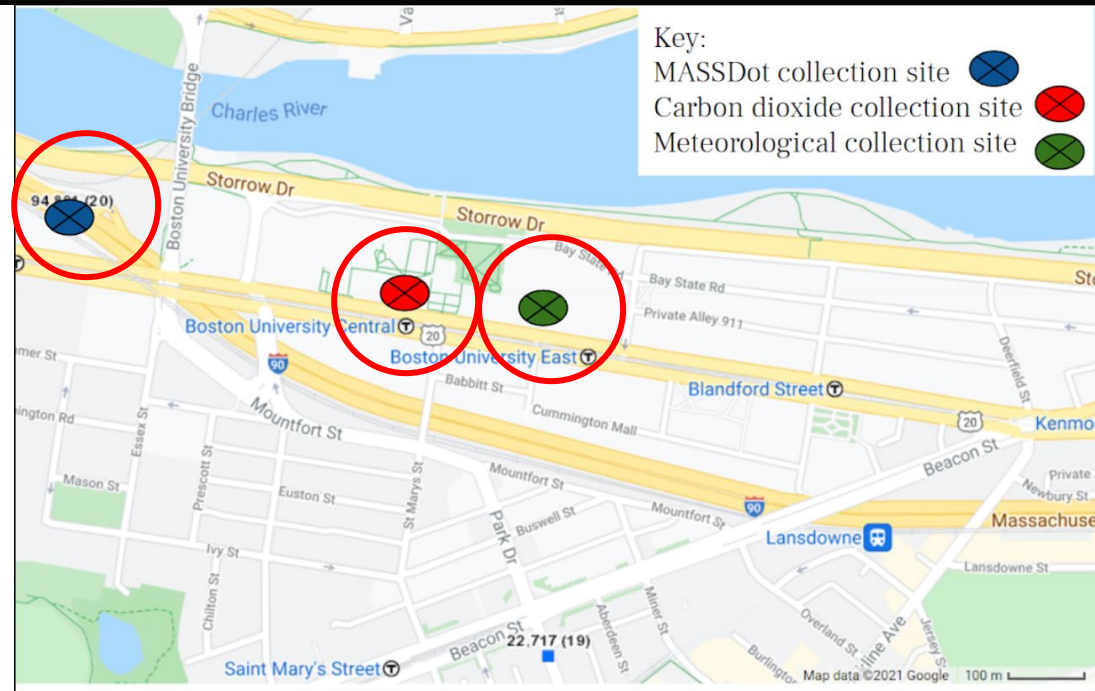 Key:
MASSDot collection site
Carbon dioxide collection site
Meteorological collection site
Charles River
Boston University Bridge
Storrow Dr
Storrow Dr
Bay State Rd
Bay State Rd
Private Alley 911
Boston University Central
20
Boston University East
Blandford Street
Deerfield St
20
Kenmo
Babbitt St
Cummington Mall
90
Mountfort St
Essex St
Prescott St
Mason St
Euston St
St Marys St
Mountfort St
Buswell St
Mountfort St
Park Dr
Ivy St
Chilton St
Beacon St
Private
Newbury St
90
Massachuse
Lansdowne
Lansdowne St
Beacon St
22,717 (19)
Aberdeen St
Miner St
Overland St
Burlingto
Jersey S
Saint Mary's Street
Map data ©2021 Google
100 m